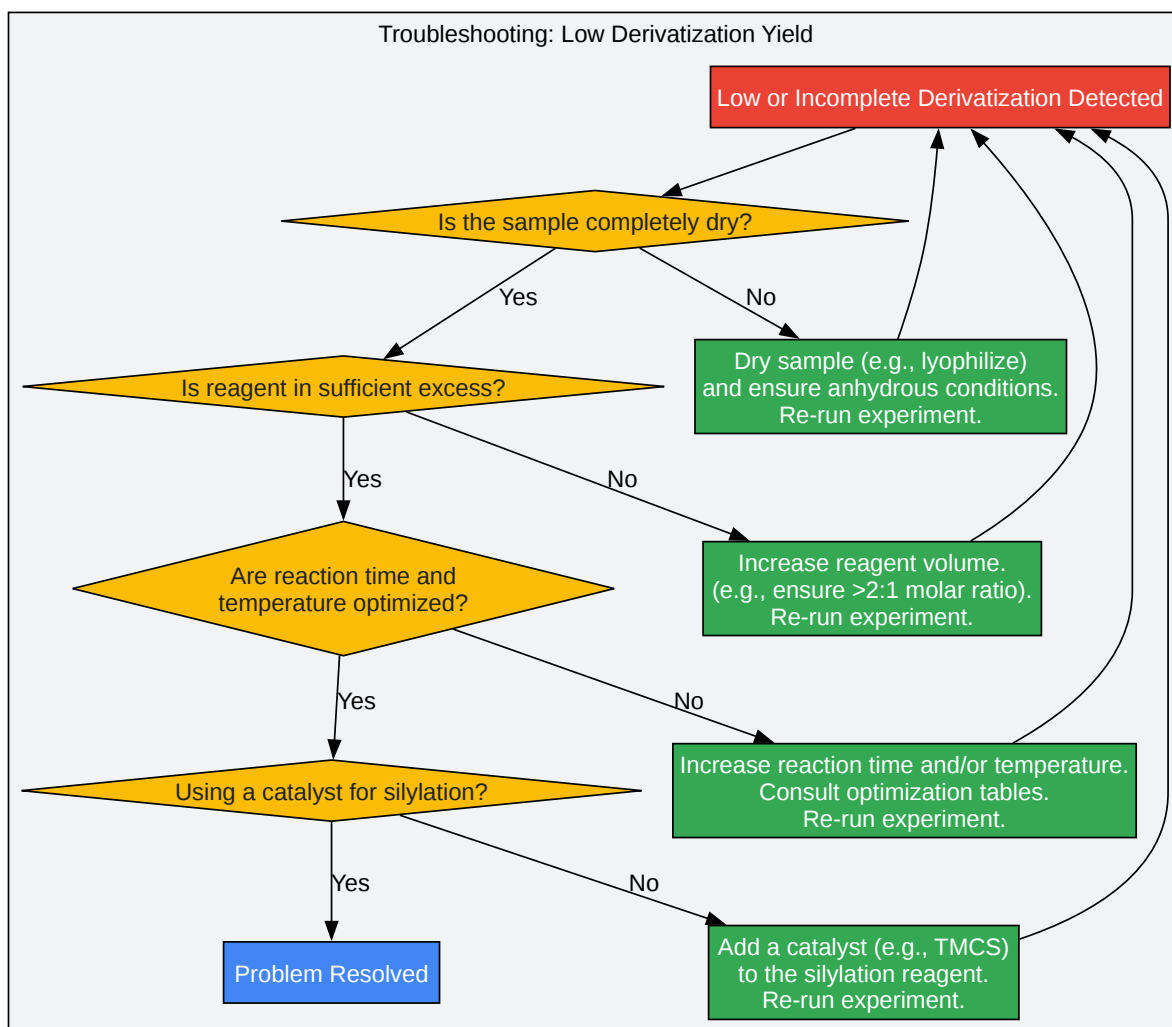 Troubleshooting: Low Derivatization Yield
Low or Incomplete Derivatization Detected
Is the sample completely dry?
Yes
No
Dry sample (e.g., lyophilize)
and ensure anhydrous conditions.
Re-run experiment.
Is reagent in sufficient excess?
Yes
No
Increase reagent volume.
(e.g., ensure >2:1 molar ratio).
Re-run experiment.
Are reaction time and
temperature optimized?
Yes
No
Increase reaction time and/or temperature.
Consult optimization tables.
Re-run experiment.
Using a catalyst for silylation?
Yes
No
Problem Resolved
Add a catalyst (e.g., TMCS)
to the silylation reagent.
Re-run experiment.